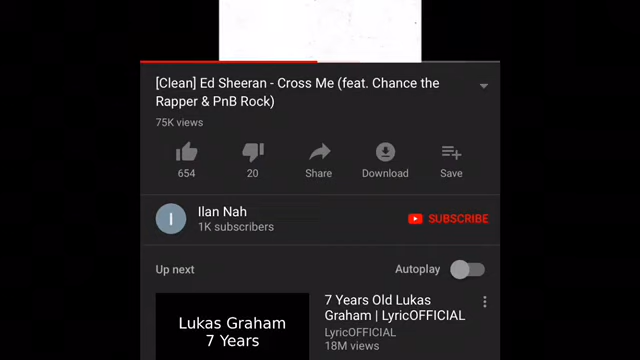 [Clean] Ed Sheeran - Cross Me (feat. Chance the
Rapper & PnB Rock)
75K views
654
20
Share
Download
Save
I
Ilan Nah
1K subscribers
SUBSCRIBE
Up next
Autoplay
Lukas Graham
7 Years
7 Years Old Lukas
Graham | LyricOFFICIAL
LyricOFFICIAL
18M views